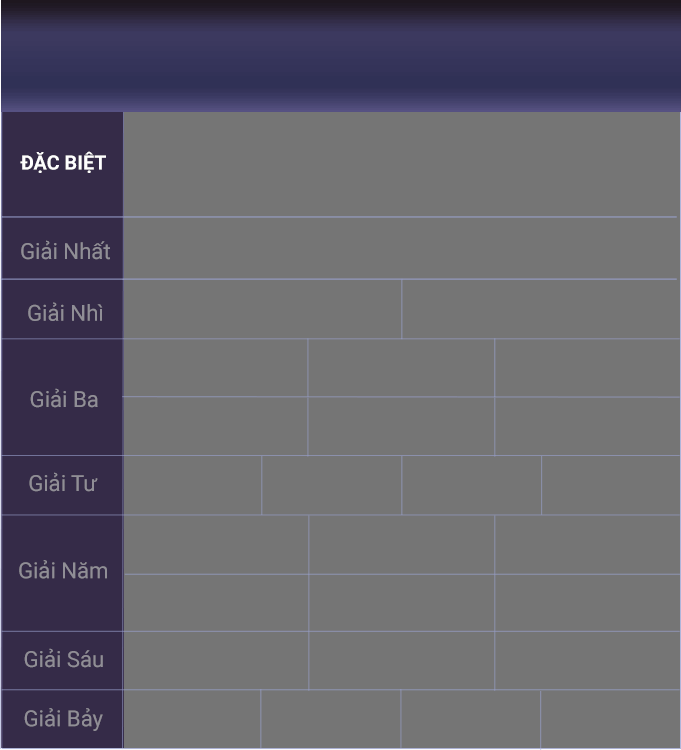 ĐẶC BIỆT
Giải Nhất
Giải Nhì
Giải Ba
Giải Tư
Giải Năm
Giải Sáu
Giải Bảy